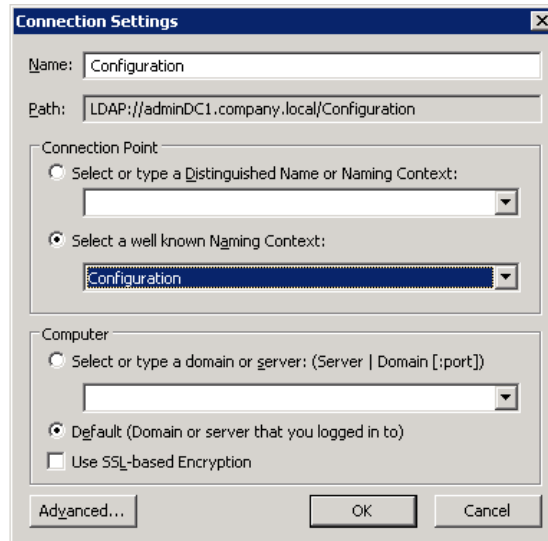 Connection Settings
Name: Configuration
Path: LDAP://adminDC1.company.local/Configuration
Connection Point
Select or type a Distinguished Name or Naming Context:
Select a well known Naming Context:
Configuration
Computer
Select or type a domain or server: (Server | Domain [:port])
Default (Domain or server that you logged in to)
Use SSL-based Encryption
Advanced... OK Cancel